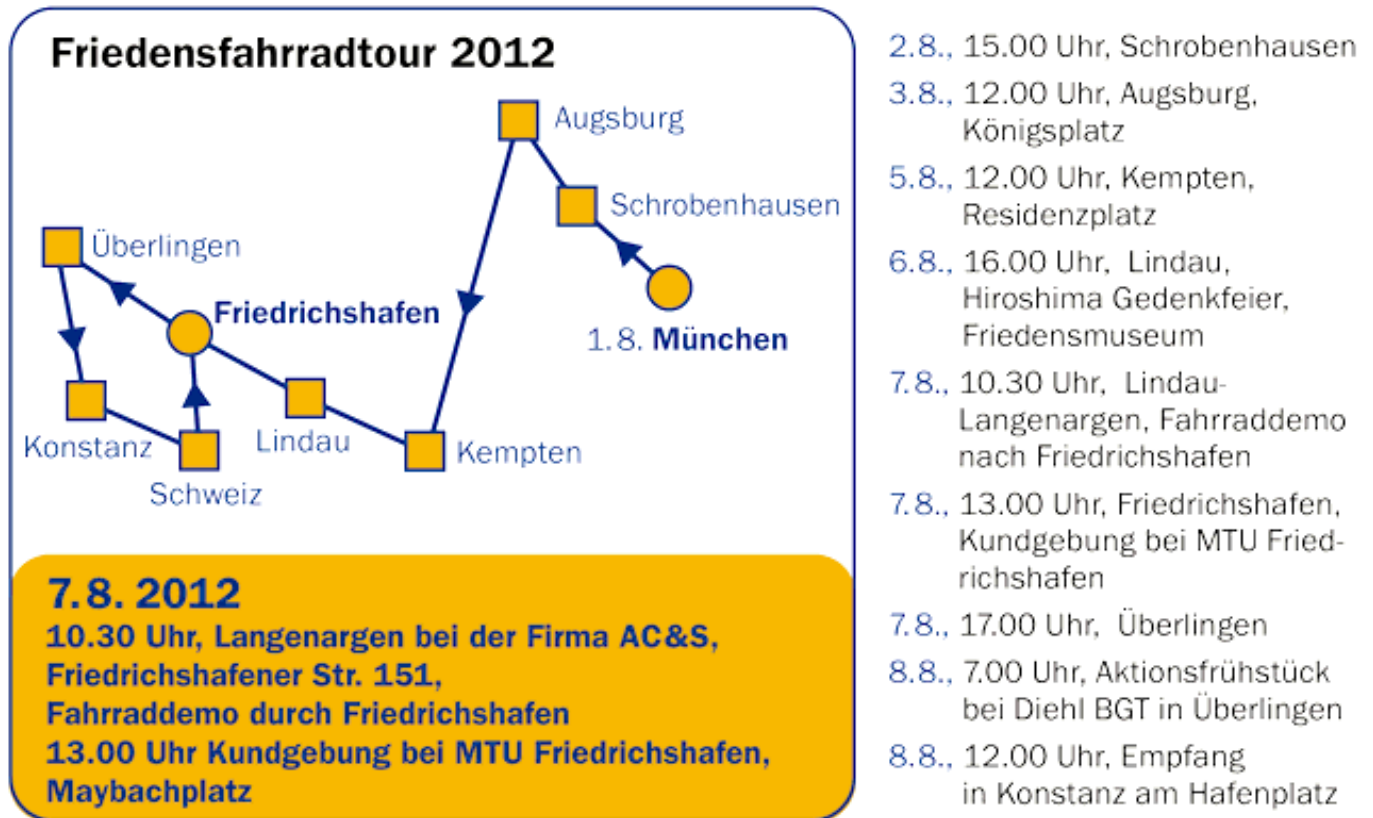 Friedensfahrradtour 2012
Augsburg
Schrobenhausen
Überlingen
Friedrichshafen
1.8. München
Konstanz
Lindau
Kempten
Schweiz
7.8. 2012
10.30 Uhr, Langenargen bei der Firma AC&S,
Friedrichshafener Str. 151,
Fahrraddemo durch Friedrichshafen
13.00 Uhr Kundgebung bei MTU Friedrichshafen,
Maybachplatz
2.8., 15.00 Uhr, Schrobenhausen
3.8., 12.00 Uhr, Augsburg,
Königsplatz
5.8., 12.00 Uhr, Kempten,
Residenzplatz
6.8., 16.00 Uhr, Lindau,
Hiroshima Gedenkfeier,
Friedensmuseum
7.8., 10.30 Uhr, Lindau-
Langenargen, Fahrraddemo
nach Friedrichshafen
7.8., 13.00 Uhr, Friedrichshafen,
Kundgebung bei MTU Fried-
richshafen
7.8., 17.00 Uhr, Überlingen
8.8., 7.00 Uhr, Aktionsfrühstück
bei Diehl BGT in Überlingen
8.8., 12.00 Uhr, Empfang
in Konstanz am Hafenplatz